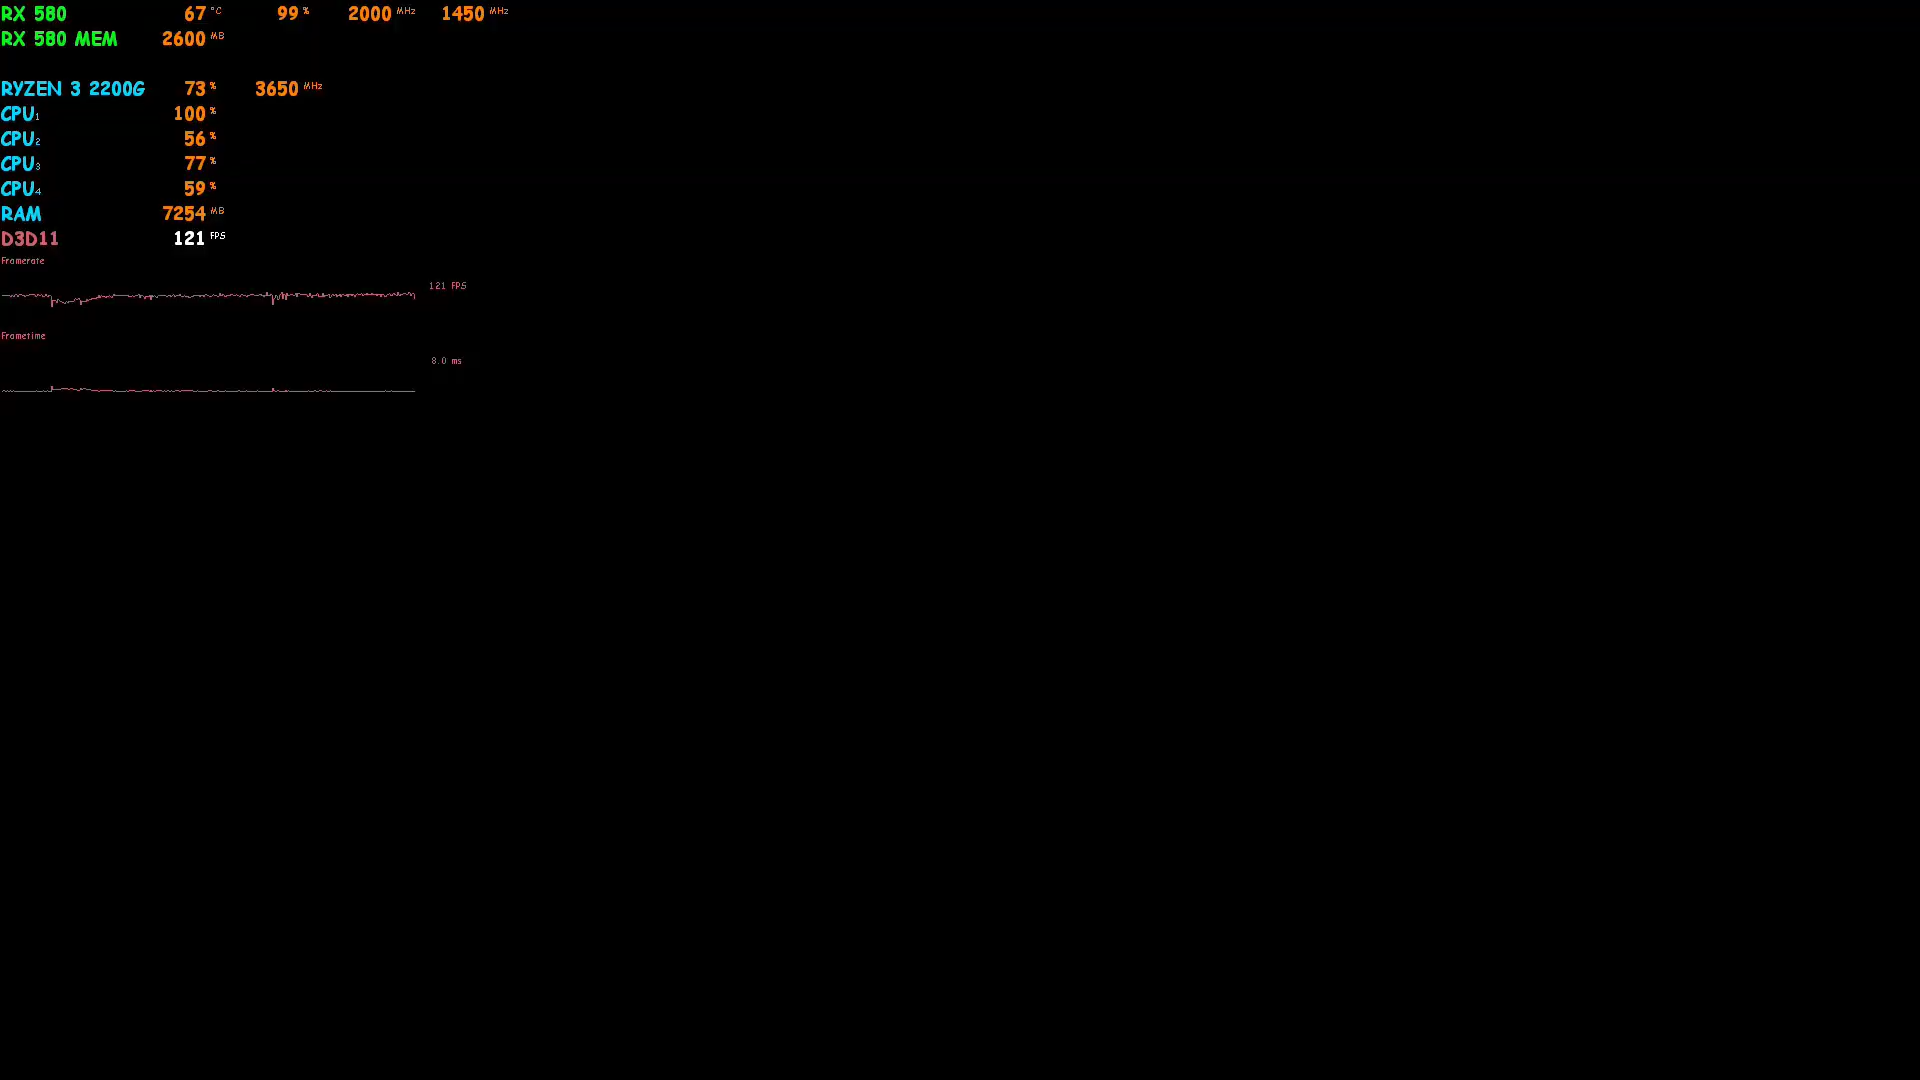 RX 580 67 °C 99 % 2000 MHz 1450 MHz
RX 580 MEM 2600 MB
RYZEN 3 2200G 73 % 3650 MHz
CPU1 100 %
CPU2 56 %
CPU3 77 %
CPU4 59 %
RAM 7254 MB
D3D11 121 FPS
Framerate
121 FPS
Frametime
8.0 ms